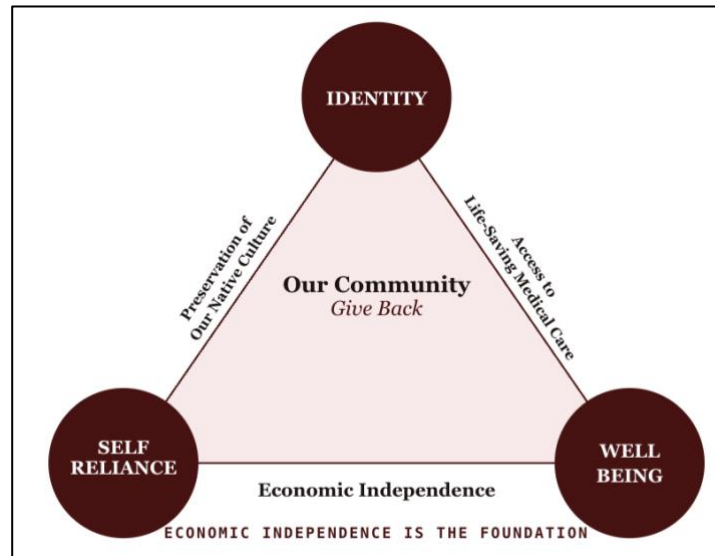 IDENTITY
Preservation of
Our Native Culture
Access to
Life-Saving Medical Care
Our Community
Give Back
SELF
RELIANCE
WELL
BEING
Economic Independence
ECONOMIC INDEPENDENCE IS THE FOUNDATION